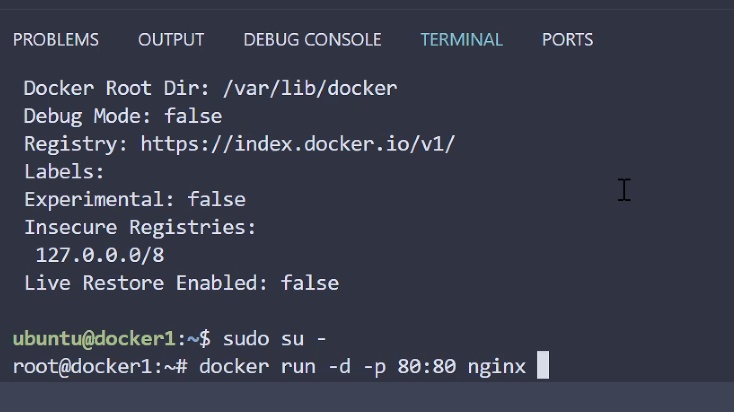 PROBLEMS OUTPUT DEBUG CONSOLE TERMINAL PORTS
Docker Root Dir: /var/lib/docker
Debug Mode: false
Registry: https://index.docker.io/v1/
Labels:
Experimental: false
Insecure Registries:
127.0.0.0/8
Live Restore Enabled: false
ubuntu@docker1:~$ sudo su -
root@docker1:~# docker run -d -p 80:80 nginx